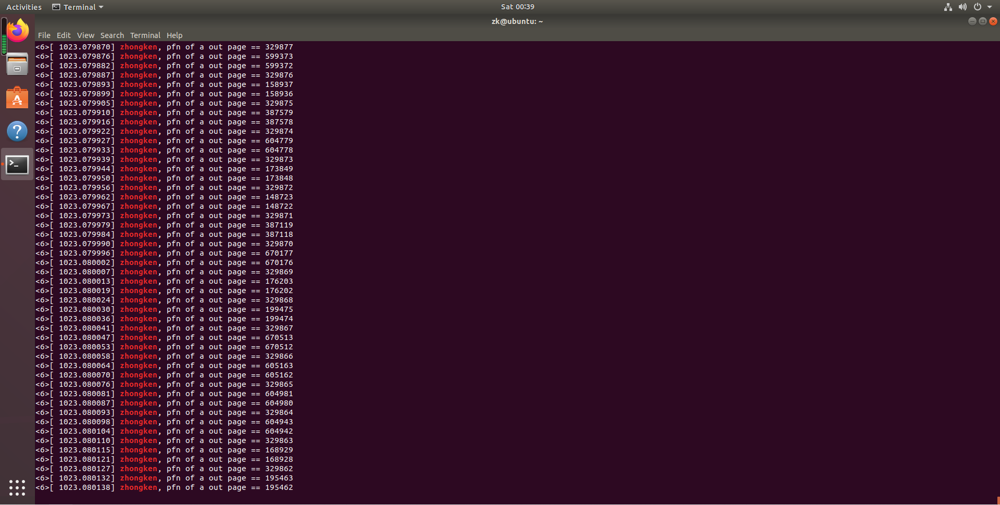 Activities Terminal Sat 00:39
zk@ubuntu: ~
File Edit View Search Terminal Help
<6>[ 1023.079870] zhongken, pfn of a out page == 329877
<6>[ 1023.079876] zhongken, pfn of a out page == 599373
<6>[ 1023.079882] zhongken, pfn of a out page == 599372
<6>[ 1023.079887] zhongken, pfn of a out page == 329876
<6>[ 1023.079893] zhongken, pfn of a out page == 158937
<6>[ 1023.079899] zhongken, pfn of a out page == 158936
<6>[ 1023.079905] zhongken, pfn of a out page == 329875
<6>[ 1023.079910] zhongken, pfn of a out page == 387579
<6>[ 1023.079916] zhongken, pfn of a out page == 387578
<6>[ 1023.079922] zhongken, pfn of a out page == 329874
<6>[ 1023.079927] zhongken, pfn of a out page == 604779
<6>[ 1023.079933] zhongken, pfn of a out page == 604778
<6>[ 1023.079939] zhongken, pfn of a out page == 329873
<6>[ 1023.079944] zhongken, pfn of a out page == 173849
<6>[ 1023.079950] zhongken, pfn of a out page == 173848
<6>[ 1023.079956] zhongken, pfn of a out page == 329872
<6>[ 1023.079962] zhongken, pfn of a out page == 148723
<6>[ 1023.079967] zhongken, pfn of a out page == 148722
<6>[ 1023.079973] zhongken, pfn of a out page == 329871
<6>[ 1023.079979] zhongken, pfn of a out page == 387119
<6>[ 1023.079984] zhongken, pfn of a out page == 387118
<6>[ 1023.079990] zhongken, pfn of a out page == 329870
<6>[ 1023.079996] zhongken, pfn of a out page == 670177
<6>[ 1023.080002] zhongken, pfn of a out page == 670176
<6>[ 1023.080007] zhongken, pfn of a out page == 329869
<6>[ 1023.080013] zhongken, pfn of a out page == 176203
<6>[ 1023.080019] zhongken, pfn of a out page == 176202
<6>[ 1023.080024] zhongken, pfn of a out page == 329868
<6>[ 1023.080030] zhongken, pfn of a out page == 199475
<6>[ 1023.080036] zhongken, pfn of a out page == 199474
<6>[ 1023.080041] zhongken, pfn of a out page == 329867
<6>[ 1023.080047] zhongken, pfn of a out page == 670513
<6>[ 1023.080053] zhongken, pfn of a out page == 670512
<6>[ 1023.080058] zhongken, pfn of a out page == 329866
<6>[ 1023.080064] zhongken, pfn of a out page == 605163
<6>[ 1023.080070] zhongken, pfn of a out page == 605162
<6>[ 1023.080076] zhongken, pfn of a out page == 329865
<6>[ 1023.080081] zhongken, pfn of a out page == 604981
<6>[ 1023.080087] zhongken, pfn of a out page == 604980
<6>[ 1023.080093] zhongken, pfn of a out page == 329864
<6>[ 1023.080098] zhongken, pfn of a out page == 604943
<6>[ 1023.080104] zhongken, pfn of a out page == 604942
<6>[ 1023.080110] zhongken, pfn of a out page == 329863
<6>[ 1023.080115] zhongken, pfn of a out page == 168929
<6>[ 1023.080121] zhongken, pfn of a out page == 168928
<6>[ 1023.080127] zhongken, pfn of a out page == 329862
<6>[ 1023.080132] zhongken, pfn of a out page == 195463
<6>[ 1023.080138] zhongken, pfn of a out page == 195462